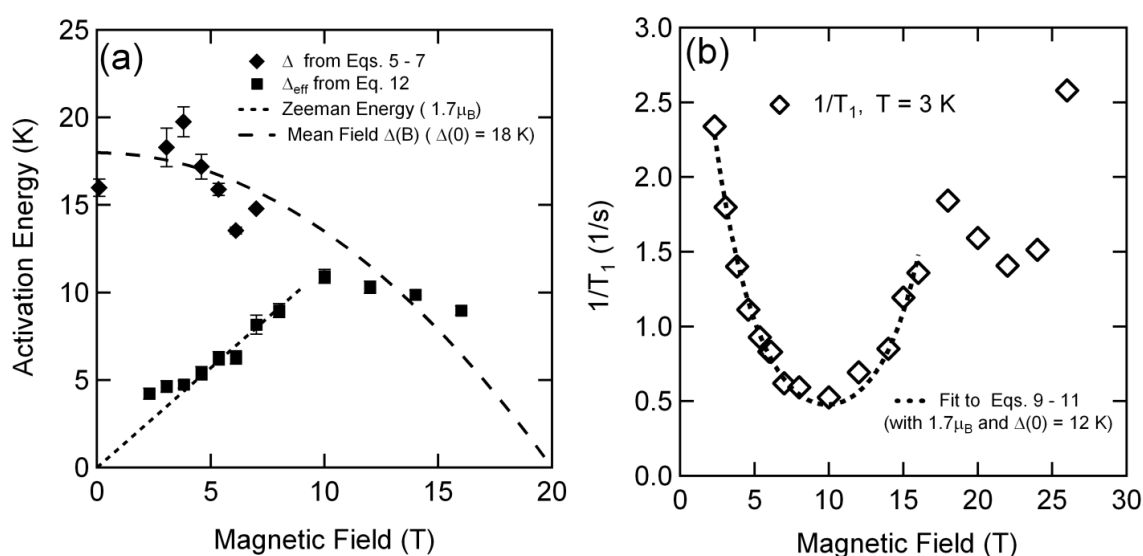 (a)
◆ Δ from Eqs. 5 - 7
■ Δeff from Eq. 12
Zeeman Energy ( 1.7μB)
Mean Field Δ(B) ( Δ(0) = 18 K)
25
20
15
10
5
0
Activation Energy (K)
0 5 10 15 20
Magnetic Field (T)
(b)
1/T1, T = 3 K
Fit to Eqs. 9 - 11
(with 1.7μB and Δ(0) = 12 K)
3.0
2.5
2.0
1.5
1.0
0.5
0.0
1/T1 (1/s)
0 5 10 15 20 25 30
Magnetic Field (T)